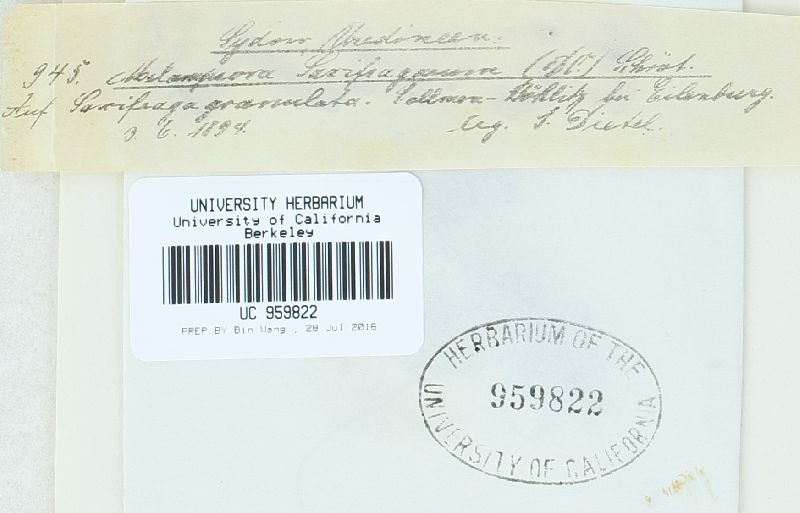 Sydow Uredineen.
945. Melampsora Saxifragarum (DC.) Schröt.
Auf Saxifraga granulata. Collmen-Böhlitz bei Eilenburg.
3. 6. 1894. leg. P. Dietel.
UNIVERSITY HERBARIUM
University of California
Berkeley
UC 959822
PREP BY Bin Wang , 28 Jul 2016
HERBARIUM OF THE
959822
UNIVERSITY OF CALIFORNIA